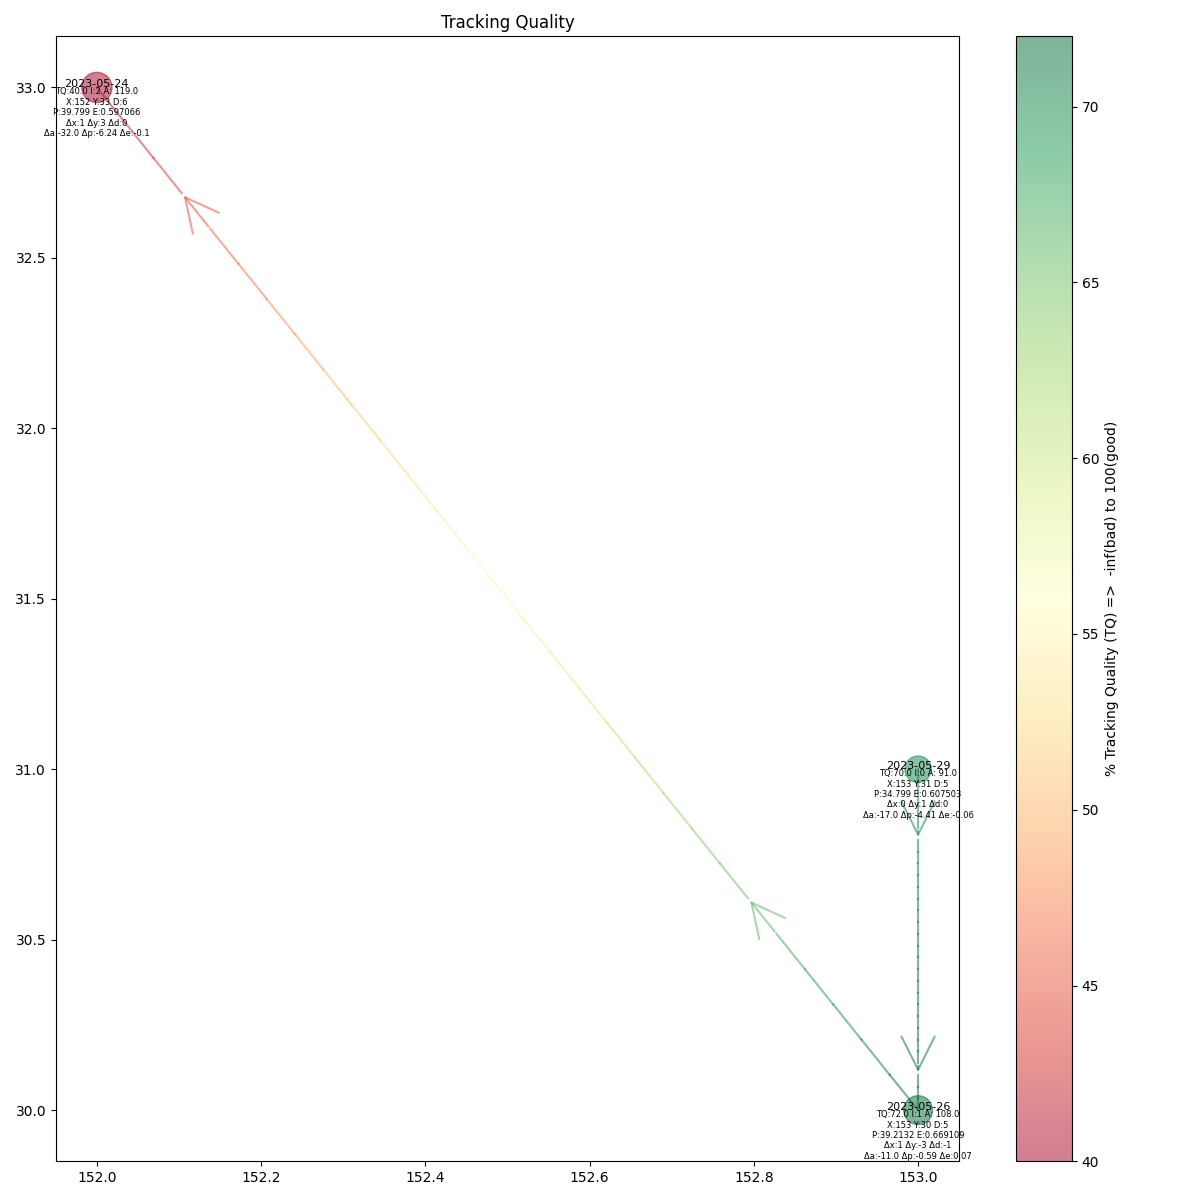 Tracking Quality
33.0
32.5
32.0
31.5
31.0
30.5
30.0
152.0
152.2
152.4
152.6
152.8
153.0
2023-05-24
TQ:40.0 I:2 A: 119.0
X:152 Y:33 D:6
P:39.799 E:0.597066
Δx:1 Δy:3 Δd:0
Δa:-32.0 Δp:-6.24 Δe:-0.1
2023-05-29
TQ:70.0 I:0 A: 91.0
X:153 Y:31 D:5
P:34.799 E:0.607503
Δx:0 Δy:1 Δd:0
Δa:-17.0 Δp:-4.41 Δe:-0.06
2023-05-26
TQ:72.0 I:1 A: 108.0
X:153 Y:30 D:5
P:39.2132 E:0.669109
Δx:1 Δy:-3 Δd:-1
Δa:-11.0 Δp:-0.59 Δe:0.07
70
65
60
55
50
45
40
% Tracking Quality (TQ) => -inf(bad) to 100(good)